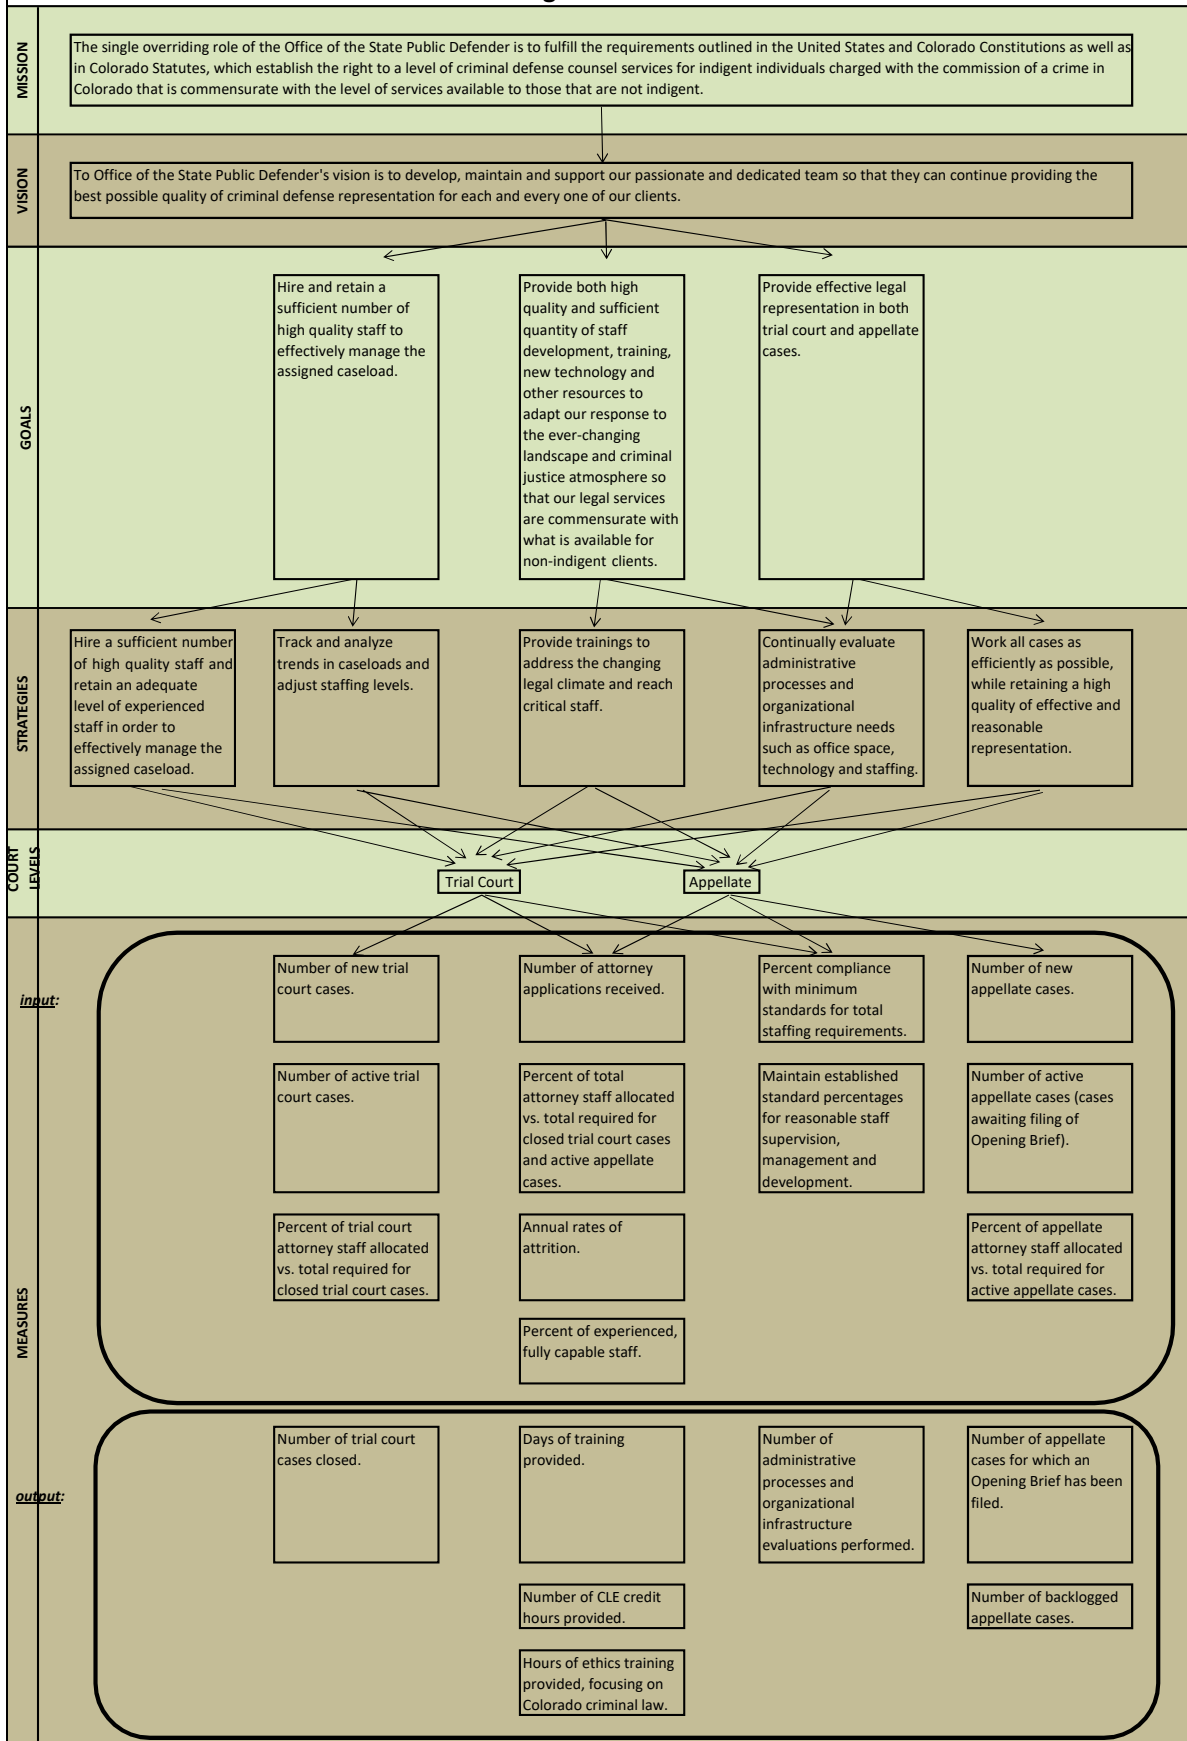 MISSION
The single overriding role of the Office of the State Public Defender is to fulfill the requirements outlined in the United States and Colorado Constitutions as well as
in Colorado Statutes, which establish the right to a level of criminal defense counsel services for indigent individuals charged with the commission of a crime in
Colorado that is commensurate with the level of services available to those that are not indigent.
VISION
To Office of the State Public Defender's vision is to develop, maintain and support our passionate and dedicated team so that they can continue providing the
best possible quality of criminal defense representation for each and every one of our clients.
GOALS
Hire and retain a
sufficient number of
high quality staff to
effectively manage the
assigned caseload.
Provide both high
quality and sufficient
quantity of staff
development, training,
new technology and
other resources to
adapt our response to
the ever-changing
landscape and criminal
justice atmosphere so
that our legal services
are commensurate with
what is available for
non-indigent clients.
Provide effective legal
representation in both
trial court and appellate
cases.
STRATEGIES
Hire a sufficient number
of high quality staff and
retain an adequate
level of experienced
staff in order to
effectively manage the
assigned caseload.
Track and analyze
trends in caseloads and
adjust staffing levels.
Provide trainings to
address the changing
legal climate and reach
critical staff.
Continually evaluate
administrative
processes and
organizational
infrastructure needs
such as office space,
technology and staffing.
Work all cases as
efficiently as possible,
while retaining a high
quality of effective and
reasonable
representation.
COURT
LEVELS
Trial Court
Appellate
MEASURES
input:
Number of new trial
court cases.
Number of attorney
applications received.
Percent compliance
with minimum
standards for total
staffing requirements.
Number of new
appellate cases.
Number of active trial
court cases.
Percent of total
attorney staff allocated
vs. total required for
closed trial court cases
and active appellate
cases.
Maintain established
standard percentages
for reasonable staff
supervision,
management and
development.
Number of active
appellate cases (cases
awaiting filing of
Opening Brief).
Percent of trial court
attorney staff allocated
vs. total required for
closed trial court cases.
Annual rates of
attrition.
Percent of appellate
attorney staff allocated
vs. total required for
active appellate cases.
Percent of experienced,
fully capable staff.
output:
Number of trial court
cases closed.
Days of training
provided.
Number of
administrative
processes and
organizational
infrastructure
evaluations performed.
Number of appellate
cases for which an
Opening Brief has been
filed.
Number of CLE credit
hours provided.
Number of backlogged
appellate cases.
Hours of ethics training
provided, focusing on
Colorado criminal law.